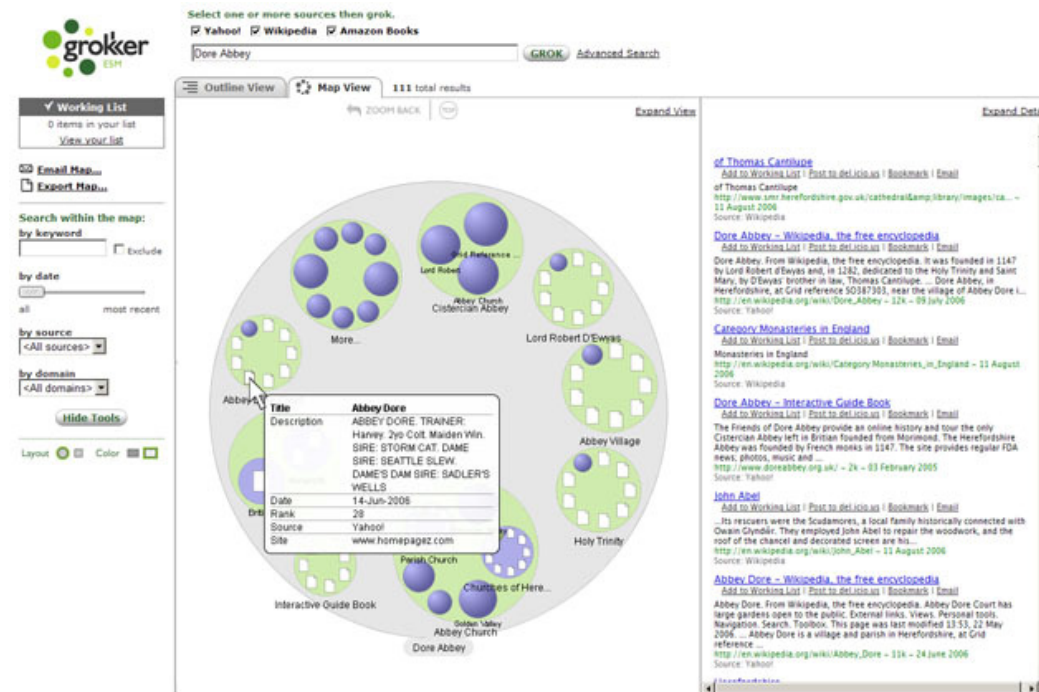 grokker
ESM
Select one or more sources then grok.
Yahoo! Wikipedia Amazon Books
Dore Abbey
GROK Advanced Search
Outline View Map View 111 total results
ZOOM BACK TOP
Expand View
Working List
0 items in your list
View your list
Email Map...
Export Map...
Search within the map:
by keyword
Exclude
by date
all most recent
by source
<All sources>
by domain
<All domains>
Hide Tools
Layout Color
More...
Grid Reference ...
Lord Robert
Abbey Church
Cistercian Abbey
Lord Robert D'Ewyas
Abbey Village
Holy Trinity
Title Abbey Dore
Description ABBEY DORE. TRAINER:
Harvey. 2yo Colt. Maiden Win.
SIRE: STORM CAT. DAME
SIRE: SEATTLE SLEW.
DAME'S DAM SIRE: SADLER'S
WELLS
Date 14-Jun-2006
Rank 28
Source Yahoo!
Site www.homepagez.com
Parish Church
Churches of Here...
Golden Valley
Abbey Church
Interactive Guide Book
Dore Abbey
Expand
of Thomas Cantilupe
Add to Working List | Post to del.icio.us | Bookmark | Email
of Thomas Cantilupe
http://www.smr.herefordshire.gov.uk/cathedral&amp;library/images/ca... –
11 August 2006
Source: Wikipedia
Dore Abbey – Wikipedia, the free encyclopedia
Add to Working List | Post to del.icio.us | Bookmark | Email
Dore Abbey. From Wikipedia, the free encyclopedia. It was founded in 1147
by Lord Robert d'Ewyas and, in 1282, dedicated to the Holy Trinity and Saint
Mary, by D'Ewyas' brother in law, Thomas Cantilupe. ... Dore Abbey, in
Herefordshire, at Grid reference SO387303, near the village of Abbey Dore i...
http://en.wikipedia.org/wiki/Dore_Abbey – 12k – 09 July 2006
Source: Yahoo!
Category Monasteries in England
Add to Working List | Post to del.icio.us | Bookmark | Email
Monasteries in England
http://en.wikipedia.org/wiki/Category Monasteries_in_England – 11 August
2006
Source: Wikipedia
Dore Abbey – Interactive Guide Book
Add to Working List | Post to del.icio.us | Bookmark | Email
The Friends of Dore Abbey provide an online history and tour the only
Cistercian Abbey left in Britian founded from Morimond. The Herefordshire
Abbey was founded by French monks in 1147. The site provides regular FDA
news, photos, music and ...
http://www.doreabbey.org.uk/ – 2k – 03 February 2005
Source: Yahoo!
John Abel
Add to Working List | Post to del.icio.us | Bookmark | Email
...Its rescuers were the Scudamores, a local family historically connected with
Owain Glyndŵr. They employed John Abel to repair the woodwork, and the
roof of the chancel and decorated screen are his...
http://en.wikipedia.org/wiki/John_Abel – 11 August 2006
Source: Wikipedia
Abbey Dore – Wikipedia, the free encyclopedia
Add to Working List | Post to del.icio.us | Bookmark | Email
Abbey Dore. From Wikipedia, the free encyclopedia. Abbey Dore Court has
large gardens open to the public. External links. Views. Personal tools.
Navigation. Search. Toolbox. This page was last modified 13:53, 22 May
2006. ... Abbey Dore is a village and parish in Herefordshire, at Grid
reference ...
http://en.wikipedia.org/wiki/Abbey_Dore – 11k – 24 June 2006
Source: Yahoo!